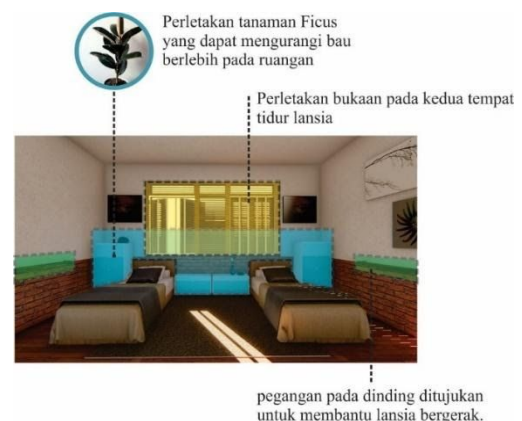 Perletakan tanaman Ficus
yang dapat mengurangi bau
berlebih pada ruangan
Perletakan bukaan pada kedua tempat
tidur lansia
pegangan pada dinding ditujukan
untuk membantu lansia bergerak.